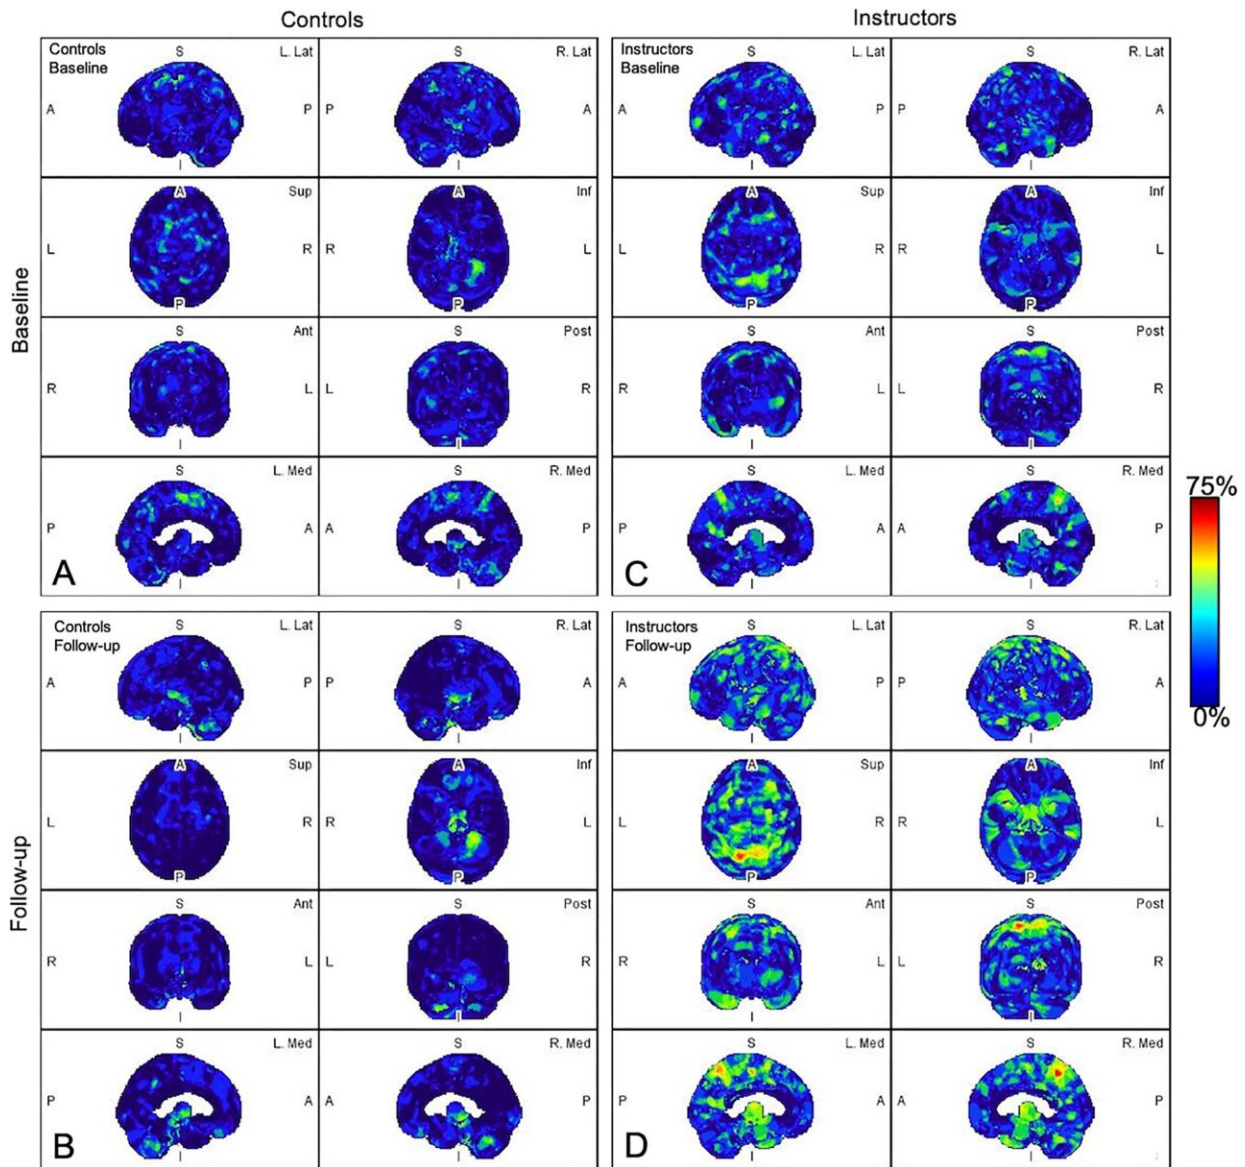 Controls
Instructors
Baseline
Controls
Baseline
S
L. Lat
A
P
I
S
R. Lat
P
A
I
A
Sup
L
R
P
A
Inf
R
L
P
S
Ant
R
L
I
S
Post
L
R
I
S
L. Med
P
A
I
A
S
R. Med
A
P
I
Instructors
Baseline
S
L. Lat
A
P
I
S
R. Lat
P
A
I
A
Sup
L
R
P
A
Inf
R
L
P
S
Ant
R
L
I
S
Post
L
R
I
S
L. Med
P
A
I
C
S
R. Med
A
P
I
75%
0%
Follow-up
Controls
Follow-up
S
L. Lat
A
P
I
S
R. Lat
P
A
I
A
Sup
L
R
P
A
Inf
R
L
P
S
Ant
R
L
I
S
Post
L
R
I
S
L. Med
P
A
I
B
S
R. Med
A
P
I
Instructors
Follow-up
S
L. Lat
A
P
I
S
R. Lat
P
A
I
A
Sup
L
R
P
A
Inf
R
L
P
S
Ant
R
L
I
S
Post
L
R
I
S
L. Med
P
A
I
D
S
R. Med
A
P
I